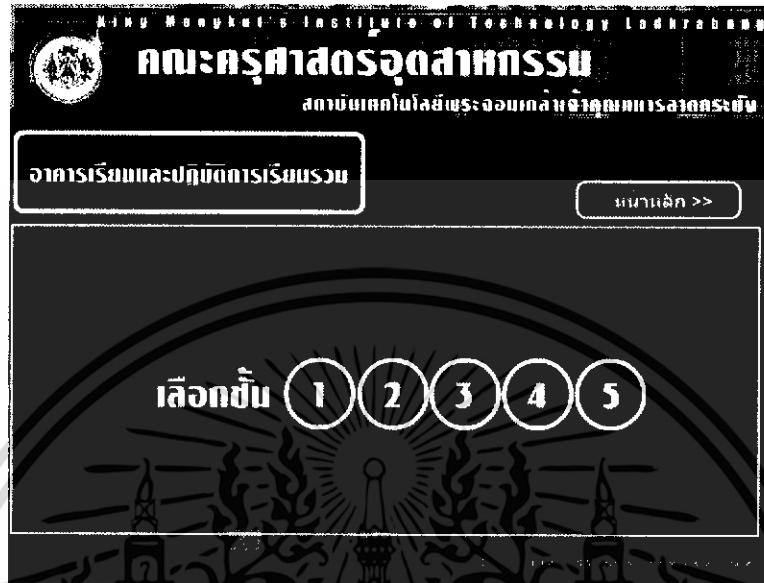 King Mongkut's Institute of Technology Ladkrabang
คณะครุศาสตร์อุตสาหกรรม
สถาบันเทคโนโลยีพระจอมเกล้าเจ้าคุณทหารลาดกระบัง
อาคารเรียนและปฏิบัติการเรียนรวม
หน้าหลัก >>
เลือกชั้น 1 2 3 4 5